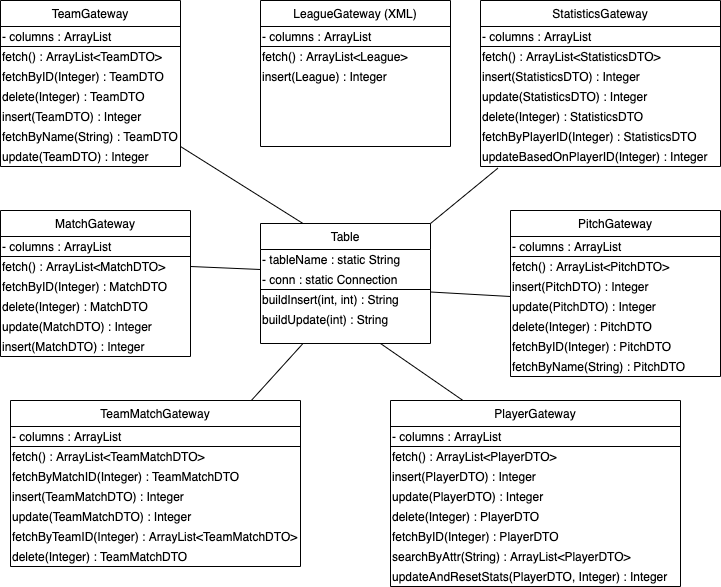 TeamGateway
- columns : ArrayList
fetch() : ArrayList<TeamDTO>
fetchByID(Integer) : TeamDTO
delete(Integer) : TeamDTO
insert(TeamDTO) : Integer
fetchByName(String) : TeamDTO
update(TeamDTO) : Integer
LeagueGateway (XML)
- columns : ArrayList
fetch() : ArrayList<League>
insert(League) : Integer
StatisticsGateway
- columns : ArrayList
fetch() : ArrayList<StatisticsDTO>
insert(StatisticsDTO) : Integer
update(StatisticsDTO) : Integer
delete(Integer) : StatisticsDTO
fetchByPlayerID(Integer) : StatisticsDTO
updateBasedOnPlayerID(Integer) : Integer
MatchGateway
- columns : ArrayList
fetch() : ArrayList<MatchDTO>
fetchByID(Integer) : MatchDTO
delete(Integer) : MatchDTO
update(MatchDTO) : Integer
insert(MatchDTO) : Integer
Table
- tableName : static String
- conn : static Connection
buildInsert(int, int) : String
buildUpdate(int) : String
PitchGateway
- columns : ArrayList
fetch() : ArrayList<PitchDTO>
insert(PitchDTO) : Integer
update(PitchDTO) : Integer
delete(Integer) : PitchDTO
fetchByID(Integer) : PitchDTO
fetchByName(String) : PitchDTO
TeamMatchGateway
- columns : ArrayList
fetch() : ArrayList<TeamMatchDTO>
fetchByMatchID(Integer) : TeamMatchDTO
insert(TeamMatchDTO) : Integer
update(TeamMatchDTO) : Integer
fetchByTeamID(Integer) : ArrayList<TeamMatchDTO>
delete(Integer) : TeamMatchDTO
PlayerGateway
- columns : ArrayList
fetch() : ArrayList<PlayerDTO>
insert(PlayerDTO) : Integer
update(PlayerDTO) : Integer
delete(Integer) : PlayerDTO
fetchByID(Integer) : PlayerDTO
searchByAttr(String) : ArrayList<PlayerDTO>
updateAndResetStats(PlayerDTO, Integer) : Integer